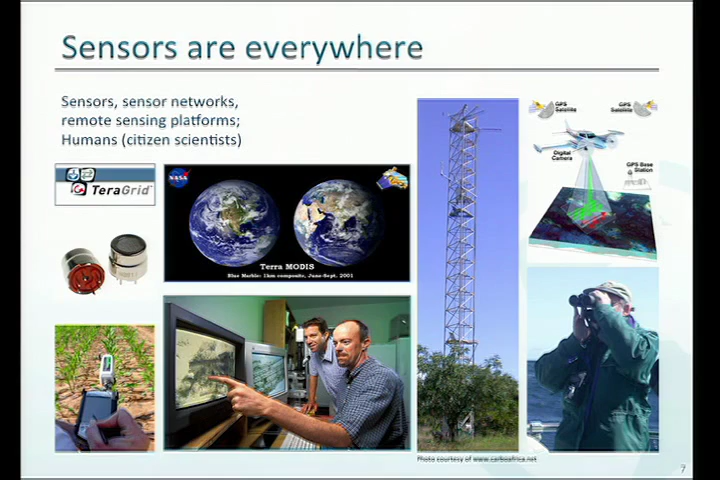 Sensors are everywhere
Sensors, sensor networks,
remote sensing platforms;
Humans (citizen scientists)
TeraGrid
NASA
Terra MODIS
Blue Marble: 1km composite, June-Sept. 2001
GPS
Satellite
GPS
Satellite
Digital
Camera
GPS Base
Station
Photo courtesy of www.carboafrica.net
7